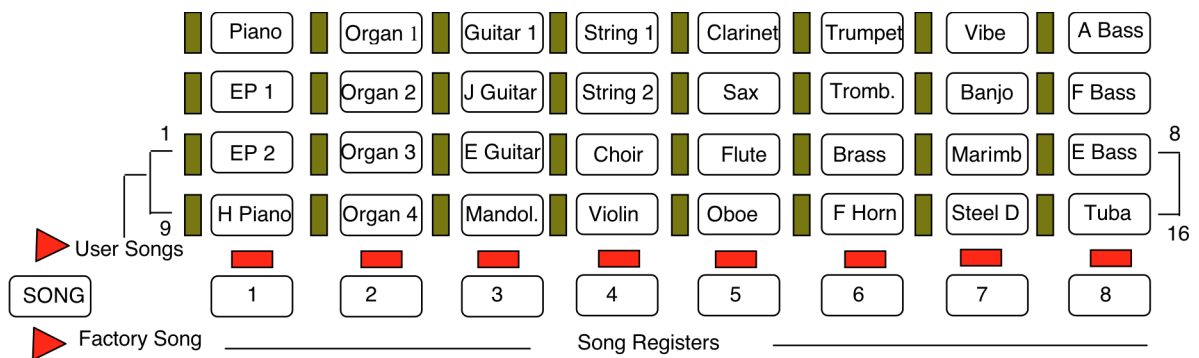 Piano Organ 1 Guitar 1 String 1 Clarinet Trumpet Vibe A Bass
EP 1 Organ 2 J Guitar String 2 Sax Tromb. Banjo F Bass
1 EP 2 Organ 3 E Guitar Choir Flute Brass Marimb E Bass 8
9 H Piano Organ 4 Mandol. Violin Oboe F Horn Steel D Tuba 16
User Songs
SONG 1 2 3 4 5 6 7 8
Factory Song Song Registers